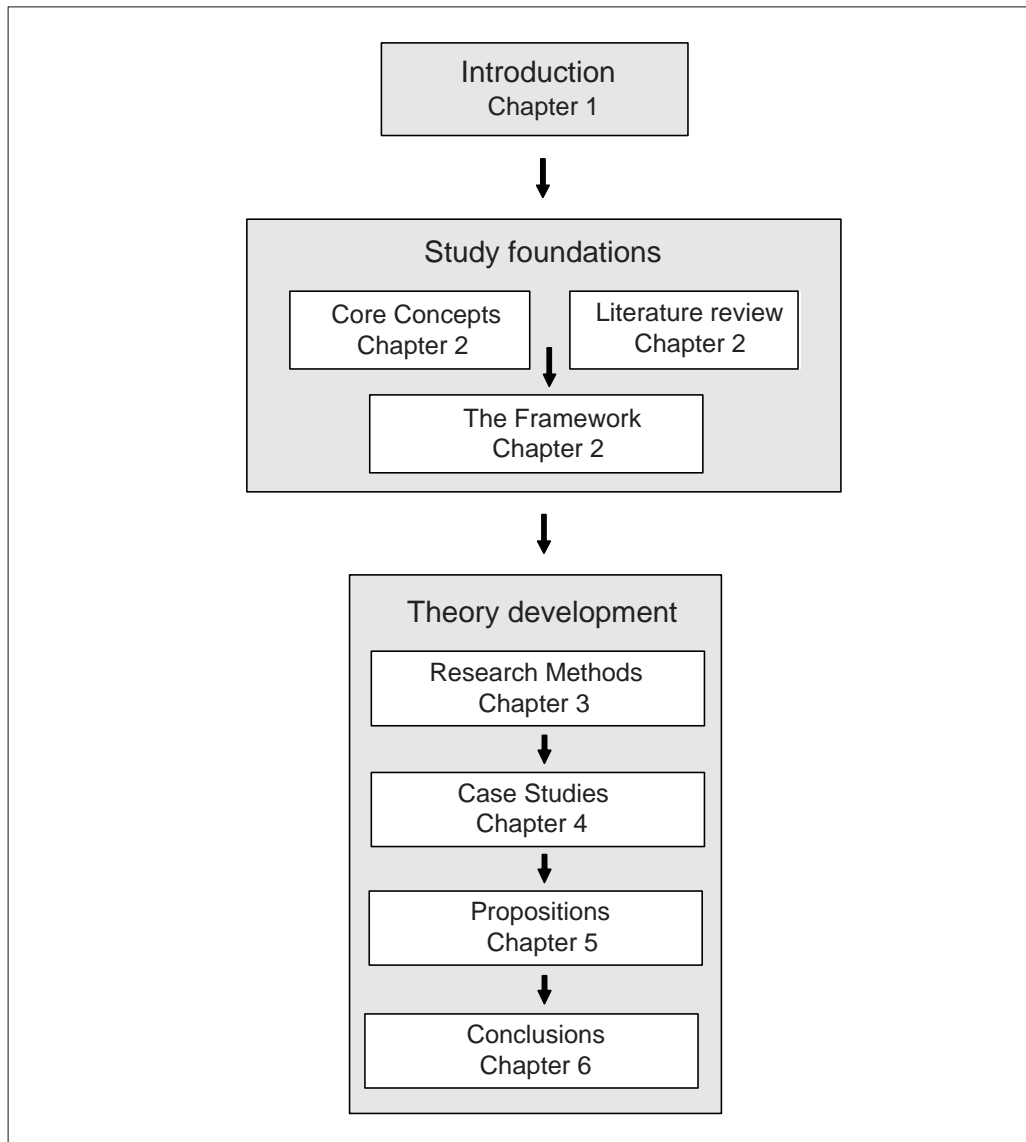 Introduction
Chapter 1
Study foundations
Core Concepts
Chapter 2
Literature review
Chapter 2
The Framework
Chapter 2
Theory development
Research Methods
Chapter 3
Case Studies
Chapter 4
Propositions
Chapter 5
Conclusions
Chapter 6